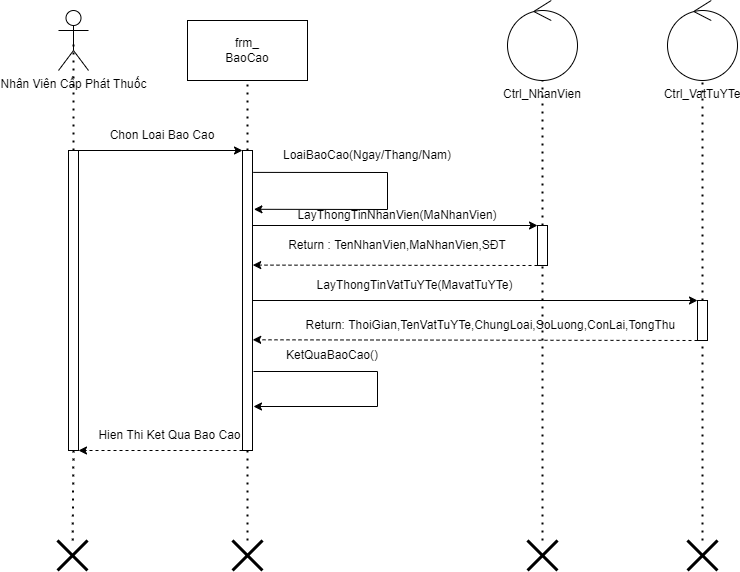 frm_
BaoCao
Nhân Viên Cấp Phát Thuốc
Ctrl_NhanVien
Ctrl_VatTuYTe
Chon Loai Bao Cao
LoaiBaoCao(Ngay/Thang/Nam)
LayThongTinNhanVien(MaNhanVien)
Return : TenNhanVien,MaNhanVien,SĐT
LayThongTinVatTuYTe(MavatTuYTe)
Return: ThoiGian,TenVatTuYTe,ChungLoai,SoLuong,ConLai,TongThu
KetQuaBaoCao()
Hien Thi Ket Qua Bao Cao